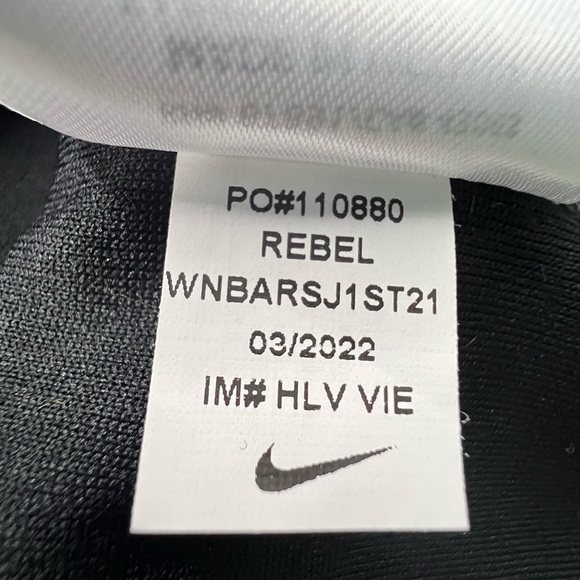 PO#110880
REBEL
WNBARSJ1ST21
03/2022
IM# HLV VIE